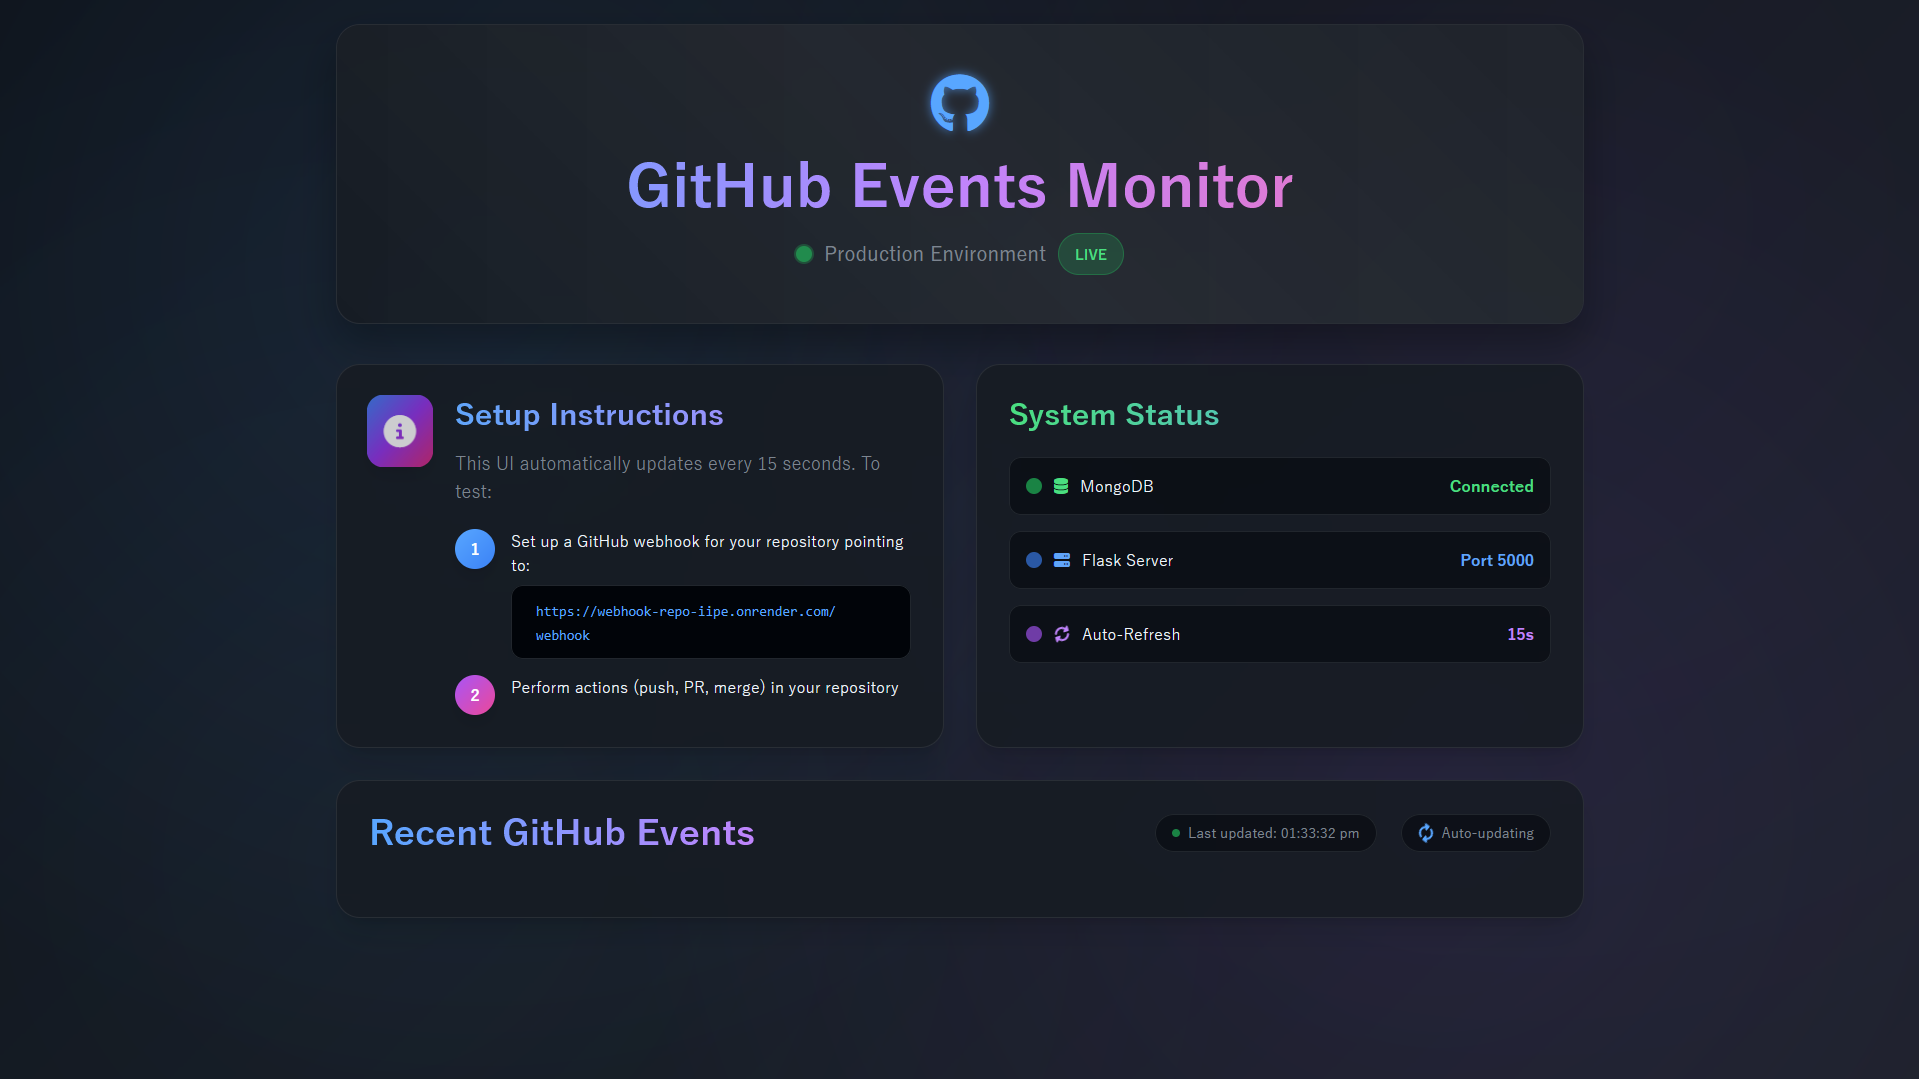 GitHub Events Monitor
Production Environment LIVE
Setup Instructions
This UI automatically updates every 15 seconds. To
test:
1 Set up a GitHub webhook for your repository pointing
to:
https://webhook-repo-iipe.onrender.com/
webhook
2 Perform actions (push, PR, merge) in your repository
System Status
MongoDB Connected
Flask Server Port 5000
Auto-Refresh 15s
Recent GitHub Events
Last updated: 01:33:32 pm
Auto-updating